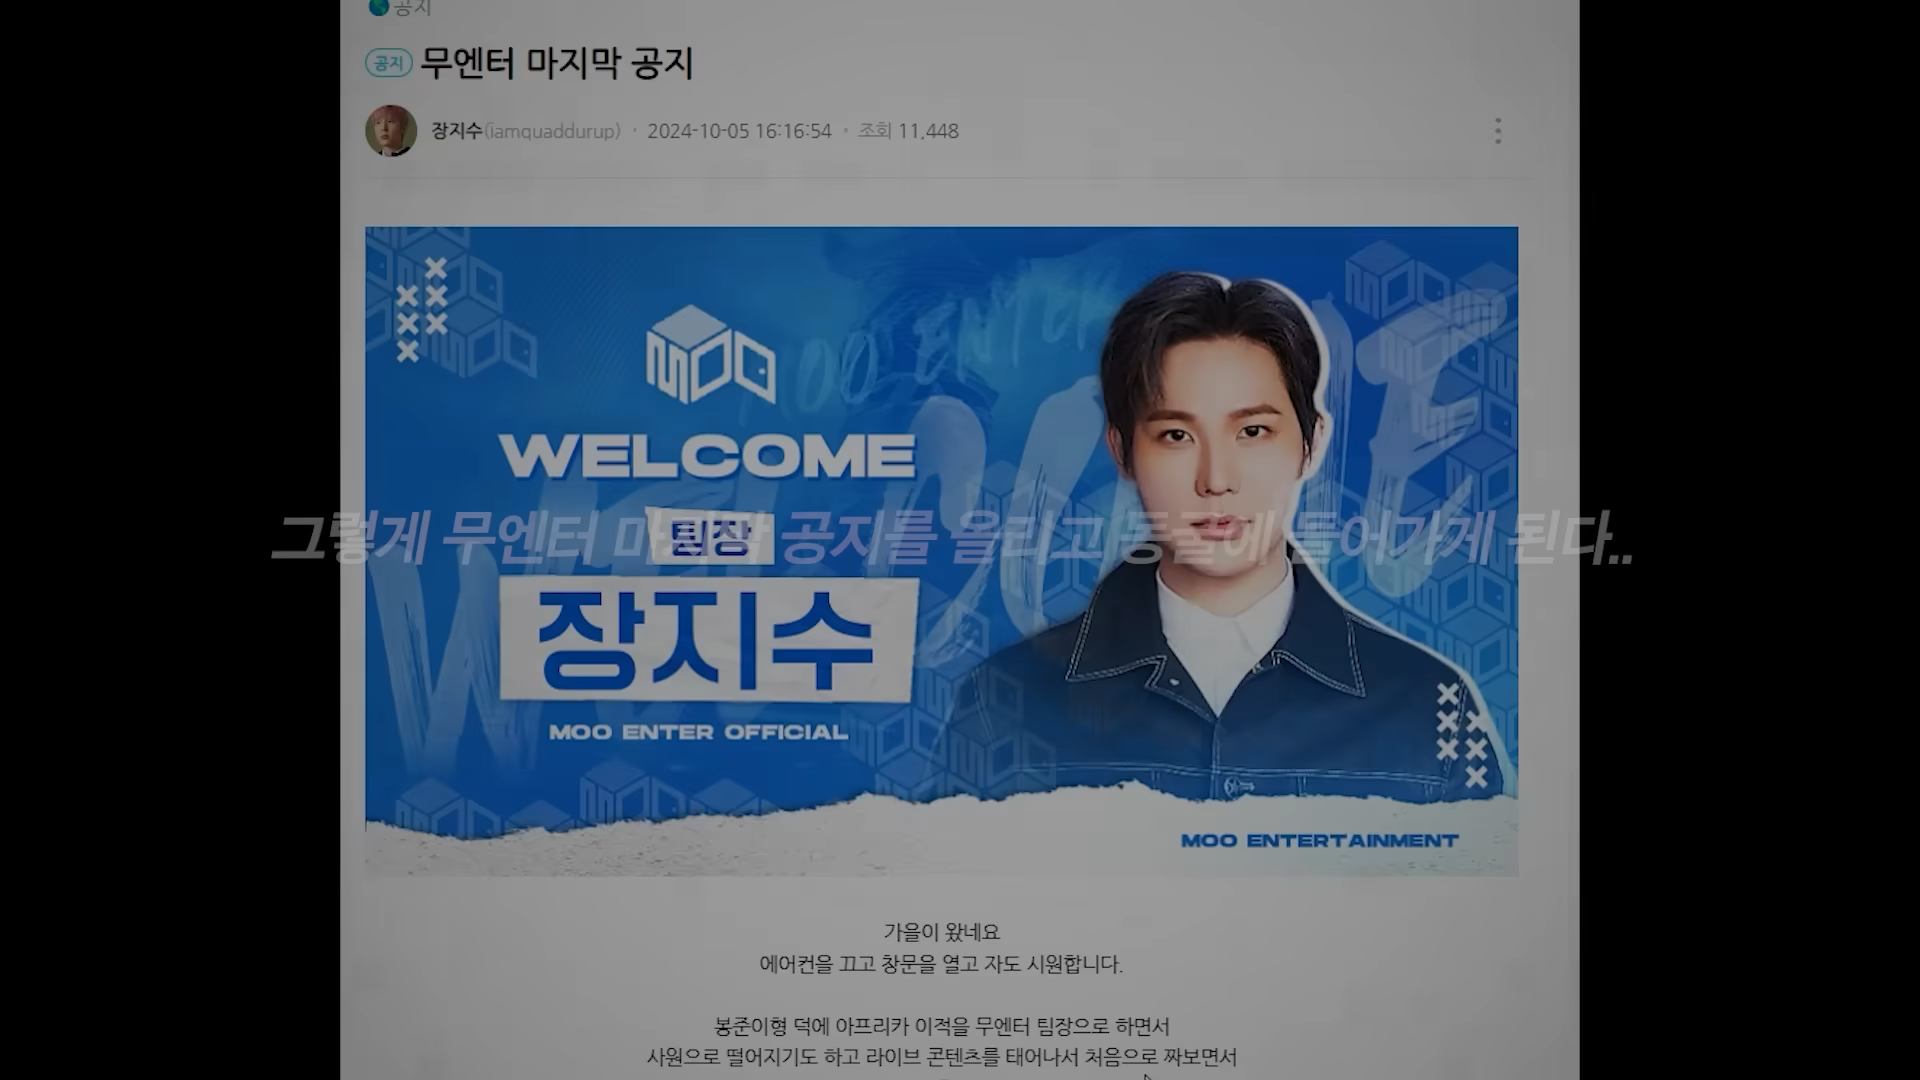 공지
공지 무엔터 마지막 공지
장지수(iamquaddurup) · 2024-10-05 16:16:54 · 조회 11,448
MOO
WELCOME
팀장
그렇게 무엔터 마지막 공지를 올리고 동굴에 들어가게 된다..
장지수
MOO ENTER OFFICIAL
MOO ENTERTAINMENT
가을이 왔네요
에어컨을 끄고 창문을 열고 자도 시원합니다.
봉준이형 덕에 아프리카 이적을 무엔터 팀장으로 하면서
사원으로 떨어지기도 하고 라이브 콘텐츠를 태어나서 처음으로 짜보면서